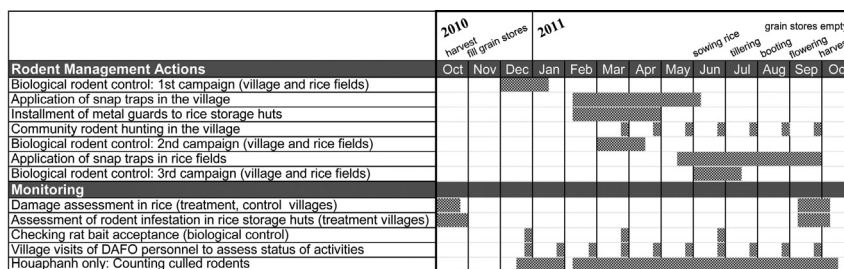 2010 2011 grain stores empty
harvest fill grain stores sowing rice tillering booting flowering harvest
Rodent Management Actions Oct Nov Dec Jan Feb Mar Apr May Jun Jul Aug Sep Oct
Biological rodent control: 1st campaign (village and rice fields)
Application of snap traps in the village
Installment of metal guards to rice storage huts
Community rodent hunting in the village
Biological rodent control: 2nd campaign (village and rice fields)
Application of snap traps in rice fields
Biological rodent control: 3rd campaign (village and rice fields)
Monitoring
Damage assessment in rice (treatment, control villages)
Assessment of rodent infestation in rice storage huts (treatment villages)
Checking rat bait acceptance (biological control)
Village visits of DAFO personnel to assess status of activities
Houaphanh only: Counting culled rodents